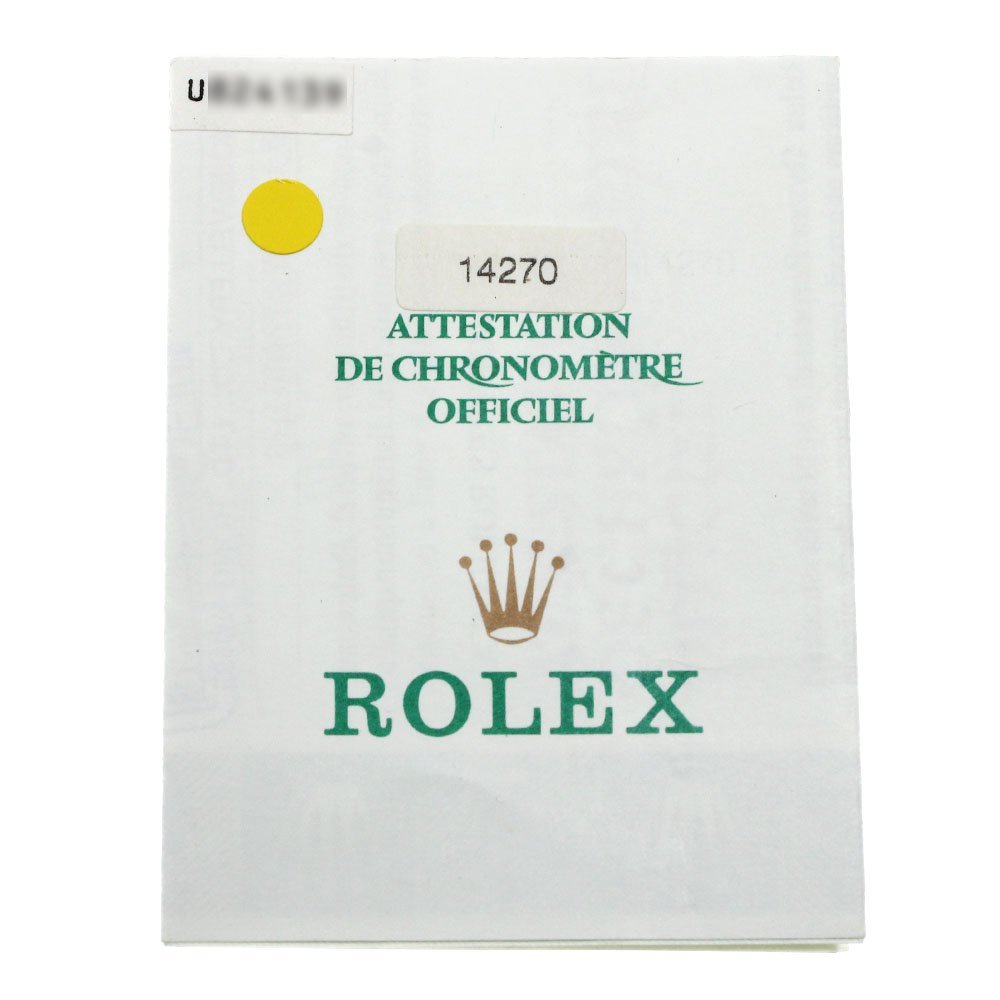 U
14270
ATTESTATION
DE CHRONOMÈTRE
OFFICIEL
ROLEX